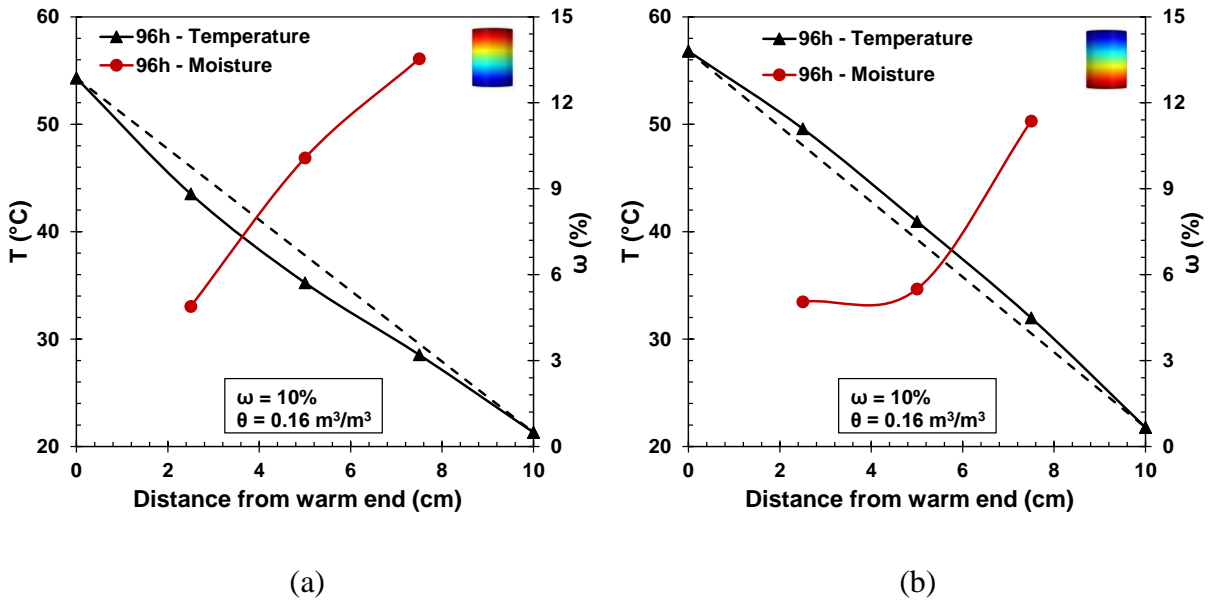 96h - Temperature
96h - Moisture
60
50
40
30
20
T (°C)
15
12
9
6
3
0
ω (%)
ω = 10%
θ = 0.16 m³/m³
0 2 4 6 8 10
Distance from warm end (cm)
(a)
96h - Temperature
96h - Moisture
60
50
40
30
20
T (°C)
15
12
9
6
3
0
ω (%)
ω = 10%
θ = 0.16 m³/m³
0 2 4 6 8 10
Distance from warm end (cm)
(b)